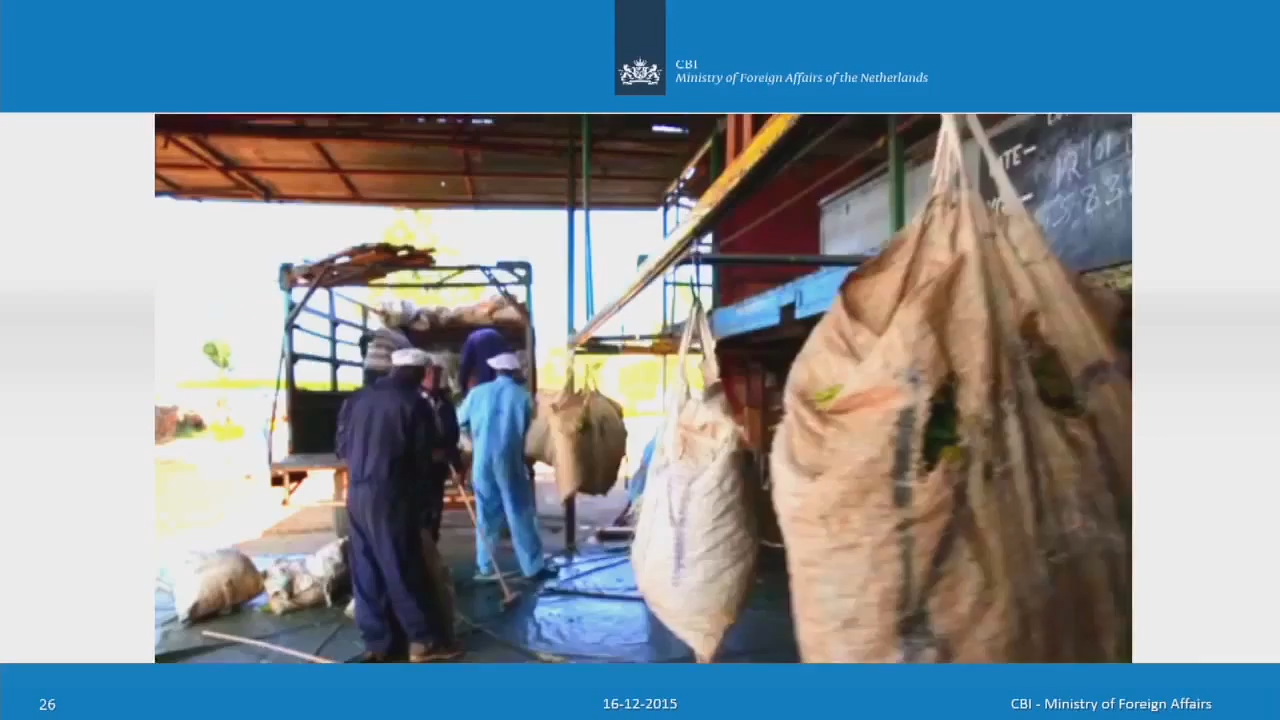 CBI
Ministry of Foreign Affairs of the Netherlands
26
16-12-2015
CBI - Ministry of Foreign Affairs